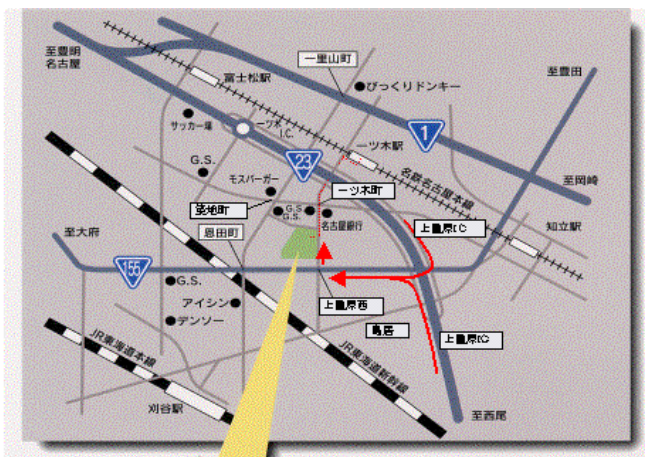 至豊明
名古屋
富士松駅
一里山町
びっくりドンキー
至豊田
サッカー場
一ツ木
I.C.
1
一ツ木駅
23
G.S.
名鉄名古屋本線
至岡崎
モスバーガー
一ツ木町
築地町
G.S.
G.S.
名古屋銀行
上重原IC
知立駅
至大府
恩田町
155
G.S.
アイシン
デンソー
上重原西
鳥居
上重原IC
JR東海道本線
JR東海道新幹線
刈谷駅
至西尾